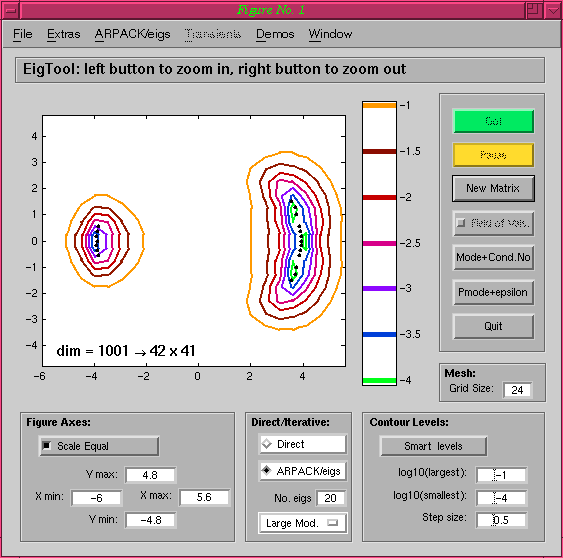 Figure No. 1
File Extras ARPACK/eigs Transients Demos Window
EigTool: left button to zoom in, right button to zoom out
4
3
2
1
0
−1
−2
−3
−4
−6 −4 −2 0 2 4
dim = 1001 → 42 x 41
−1
−1.5
−2
−2.5
−3
−3.5
−4
Go!
Pause
New Matrix
Field of Vals.
Mode+Cond.No
Pmode+epsilon
Quit
Mesh:
Grid Size: 24
Figure Axes:
Scale Equal
Y max: 4.8
X min: −6 X max: 5.6
Y min: −4.8
Direct/Iterative:
Direct
ARPACK/eigs
No. eigs 20
Large Mod.
Contour Levels:
Smart levels
log10(largest): −1
log10(smallest): −4
Step size: 0.5